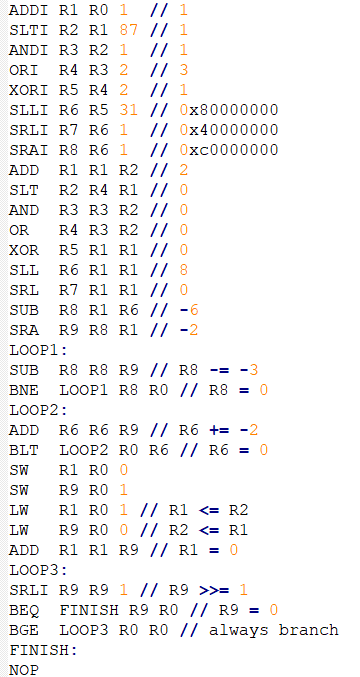 ADDI R1 R0 1 // 1
SLTI R2 R1 87 // 1
ANDI R3 R2 1 // 1
ORI R4 R3 2 // 3
XORI R5 R4 2 // 1
SLLI R6 R5 31 // 0x80000000
SRLI R7 R6 1 // 0x40000000
SRAI R8 R6 1 // 0xc0000000
ADD R1 R1 R2 // 2
SLT R2 R4 R1 // 0
AND R3 R3 R2 // 0
OR R4 R3 R2 // 0
XOR R5 R1 R1 // 0
SLL R6 R1 R1 // 8
SRL R7 R1 R1 // 0
SUB R8 R1 R6 // -6
SRA R9 R8 R1 // -2
LOOP1:
SUB R8 R8 R9 // R8 -= -3
BNE LOOP1 R8 R0 // R8 = 0
LOOP2:
ADD R6 R6 R9 // R6 += -2
BLT LOOP2 R0 R6 // R6 = 0
SW R1 R0 0
SW R9 R0 1
LW R1 R0 1 // R1 <= R2
LW R9 R0 0 // R2 <= R1
ADD R1 R1 R9 // R1 = 0
LOOP3:
SRLI R9 R9 1 // R9 >>= 1
BEQ FINISH R9 R0 // R9 = 0
BGE LOOP3 R0 R0 // always branch
FINISH:
NOP